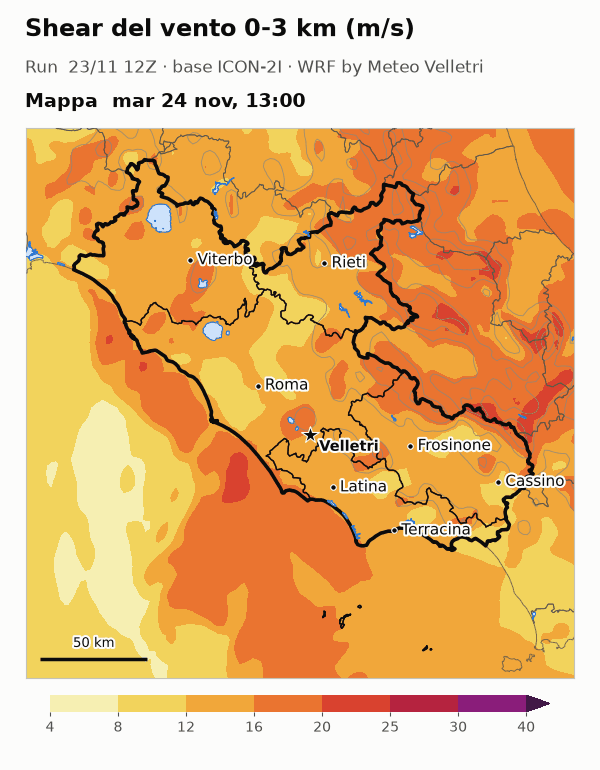 Shear del vento 0-3 km (m/s)
Run  23/11 12Z · base ICON-2I · WRF by Meteo Velletri
Mappa  mar 24 nov, 13:00
Viterbo
Rieti
Roma
Velletri
Frosinone
Cassino
Latina
Terracina
50 km
4 8 12 16 20 25 30 40